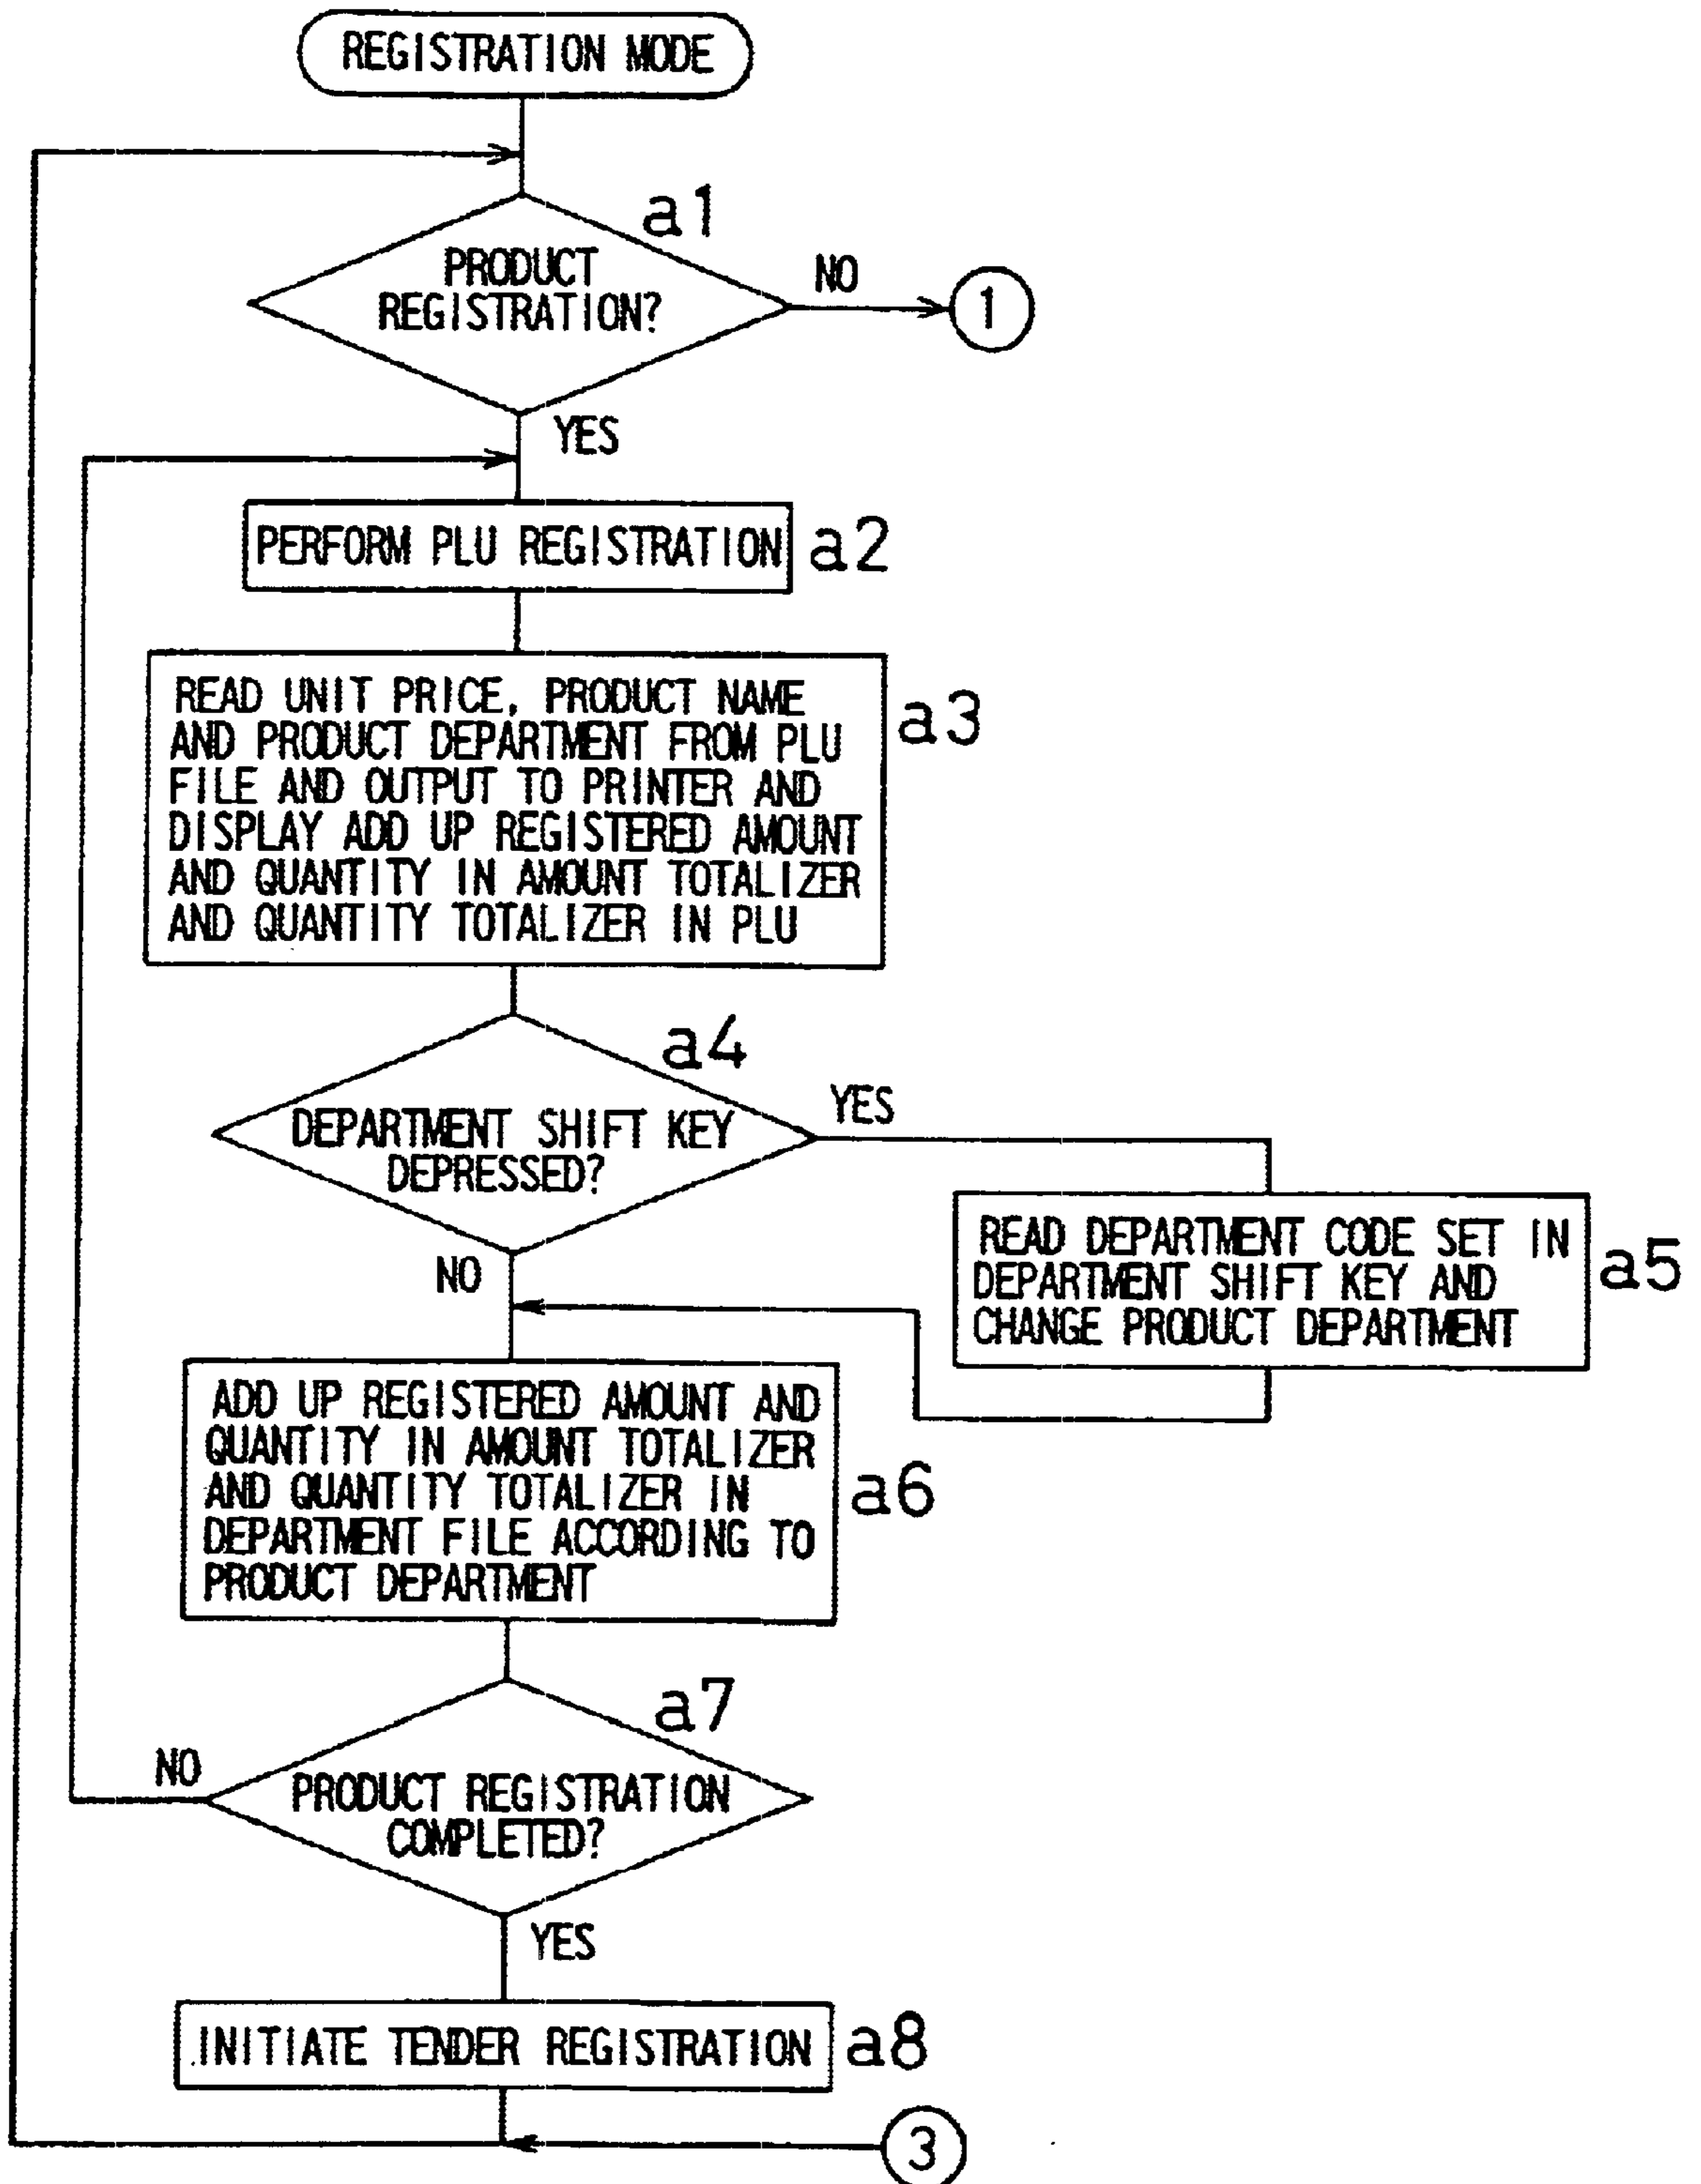 REGISTRATION MODE
a1
PRODUCT
REGISTRATION?
NO
1
YES
PERFORM PLU REGISTRATION
a2
READ UNIT PRICE, PRODUCT NAME
AND PRODUCT DEPARTMENT FROM PLU
FILE AND OUTPUT TO PRINTER AND
DISPLAY ADD UP REGISTERED AMOUNT
AND QUANTITY IN AMOUNT TOTALIZER
AND QUANTITY TOTALIZER IN PLU
a3
a4
DEPARTMENT SHIFT KEY
DEPRESSED?
YES
NO
READ DEPARTMENT CODE SET IN
DEPARTMENT SHIFT KEY AND
CHANGE PRODUCT DEPARTMENT
a5
ADD UP REGISTERED AMOUNT AND
QUANTITY IN AMOUNT TOTALIZER
AND QUANTITY TOTALIZER IN
DEPARTMENT FILE ACCORDING TO
PRODUCT DEPARTMENT
a6
a7
NO
PRODUCT REGISTRATION
COMPLETED?
YES
INITIATE TENDER REGISTRATION
a8
3